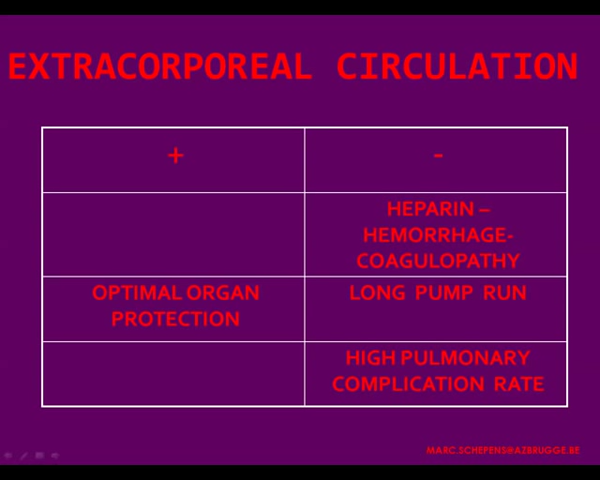 EXTRACORPOREAL CIRCULATION
+
-
HEPARIN –
HEMORRHAGE-
COAGULOPATHY
OPTIMAL ORGAN
PROTECTION
LONG PUMP RUN
HIGH PULMONARY
COMPLICATION RATE
MARC.SCHEPENS@AZBRUGGE.BE